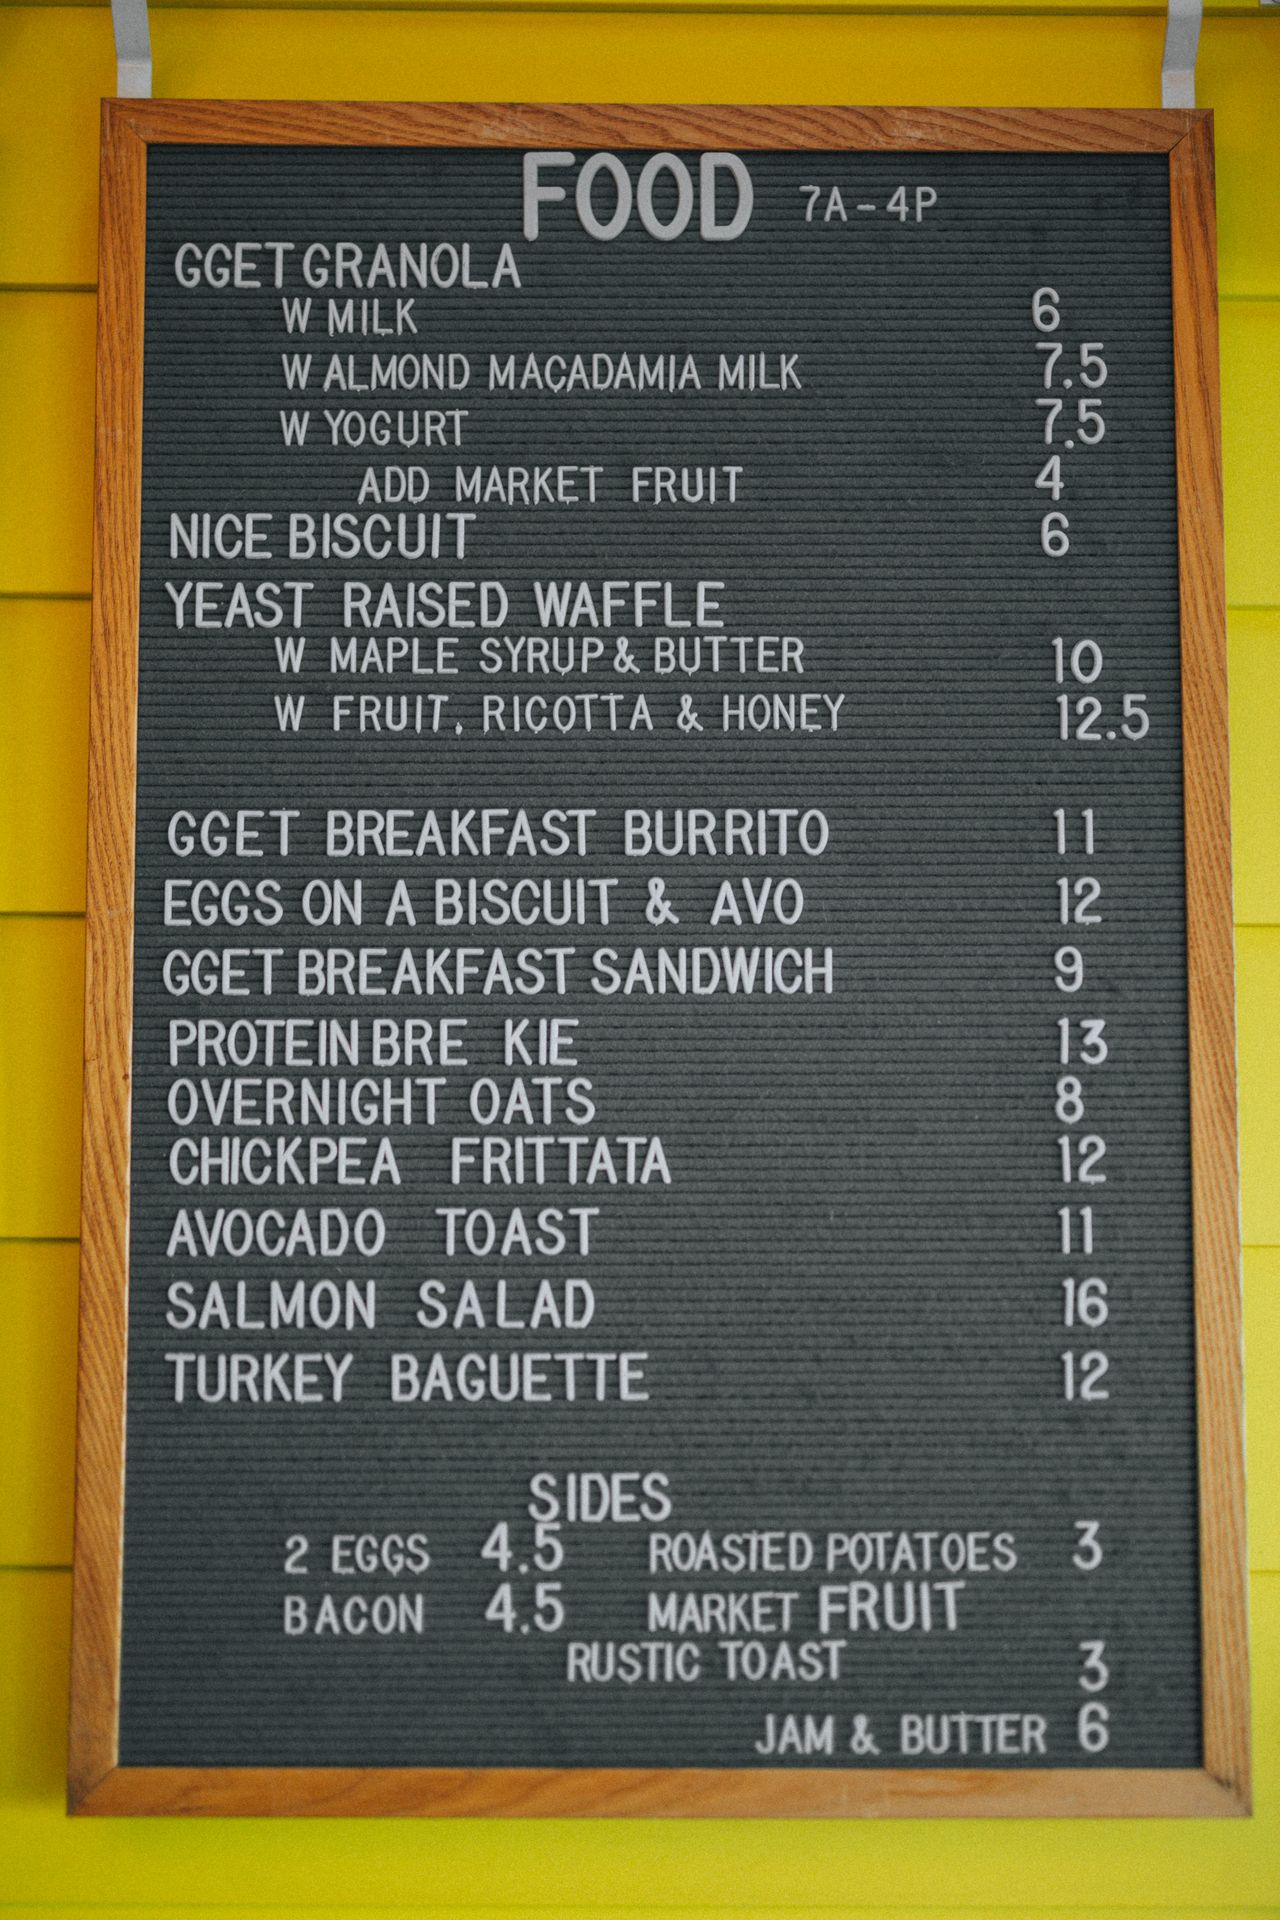 FOOD 7A-4P
GGET GRANOLA
W MILK 6
W ALMOND MACADAMIA MILK 7.5
W YOGURT 7.5
ADD MARKET FRUIT 4
NICE BISCUIT 6
YEAST RAISED WAFFLE
W MAPLE SYRUP & BUTTER 10
W FRUIT, RICOTTA & HONEY 12.5
GGET BREAKFAST BURRITO 11
EGGS ON A BISCUIT & AVO 12
GGET BREAKFAST SANDWICH 9
PROTEIN BRE KIE 13
OVERNIGHT OATS 8
CHICKPEA FRITTATA 12
AVOCADO TOAST 11
SALMON SALAD 16
TURKEY BAGUETTE 12
SIDES
2 EGGS 4.5 ROASTED POTATOES 3
BACON 4.5 MARKET FRUIT
RUSTIC TOAST 3
JAM & BUTTER 6